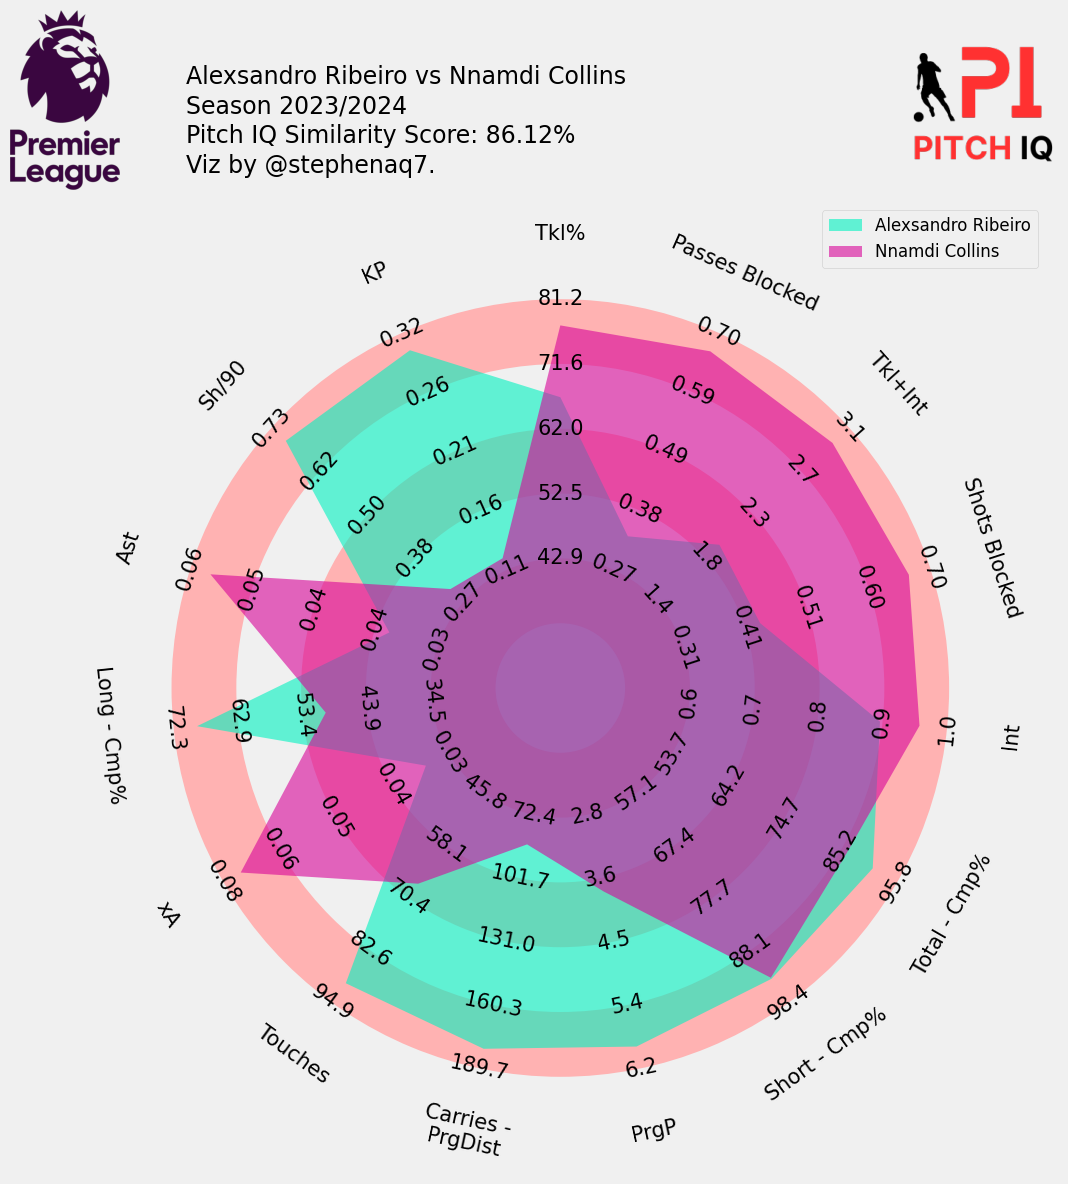 Premier
League
Alexsandro Ribeiro vs Nnamdi Collins
Season 2023/2024
Pitch IQ Similarity Score: 86.12%
Viz by @stephenaq7.
PI
PITCH IQ
Alexsandro Ribeiro
Nnamdi Collins
Tkl%
81.2
71.6
62.0
52.5
42.9
Passes Blocked
0.70
0.59
0.49
0.38
0.27
Tkl+Int
3.1
2.7
2.3
1.8
1.4
Shots Blocked
0.70
0.60
0.51
0.41
0.31
Int
1.0
0.9
0.8
0.7
0.6
Total - Cmp%
95.8
85.2
74.7
64.2
53.7
Short - Cmp%
98.4
88.1
77.7
67.4
57.1
PrgP
6.2
5.4
4.5
3.6
2.8
Carries -
PrgDist
189.7
160.3
131.0
101.7
72.4
Touches
94.9
82.6
70.4
58.1
45.8
xA
0.08
0.06
0.05
0.04
0.03
Long - Cmp%
72.3
62.9
53.4
43.9
34.5
Ast
0.06
0.05
0.04
0.04
0.03
Sh/90
0.73
0.62
0.50
0.38
0.27
KP
0.32
0.26
0.21
0.16
0.11